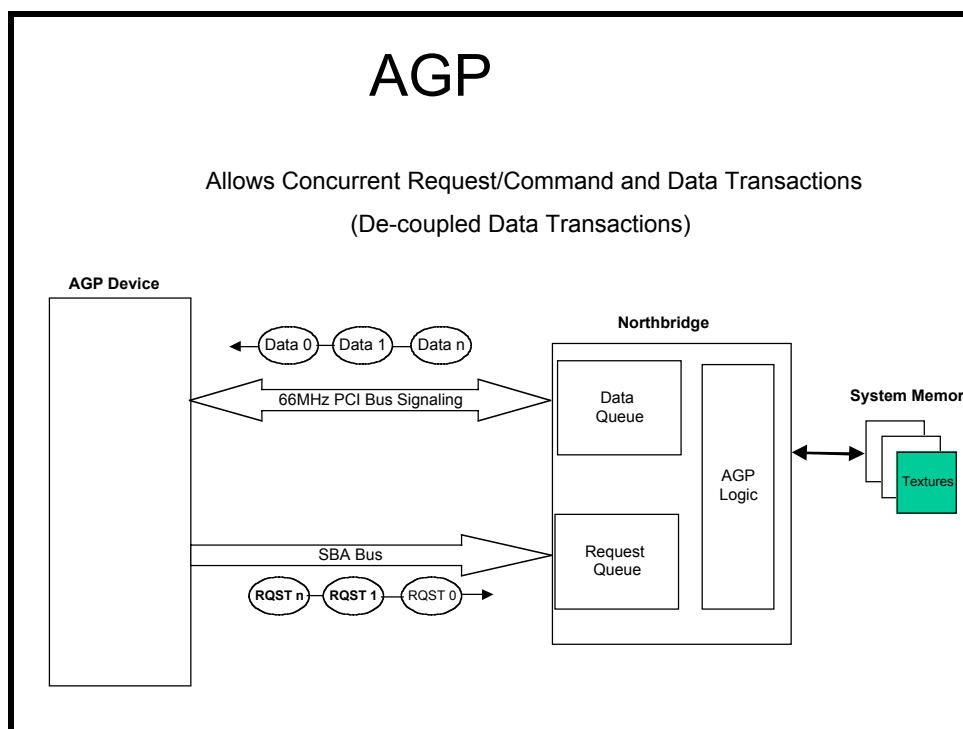 AGP
Allows Concurrent Request/Command and Data Transactions
(De-coupled Data Transactions)
AGP Device
Data 0
Data 1
Data n
66MHz PCI Bus Signaling
SBA Bus
RQST n
RQST 1
RQST 0
Northbridge
Data
Queue
Request
Queue
AGP
Logic
System Memor
Textures